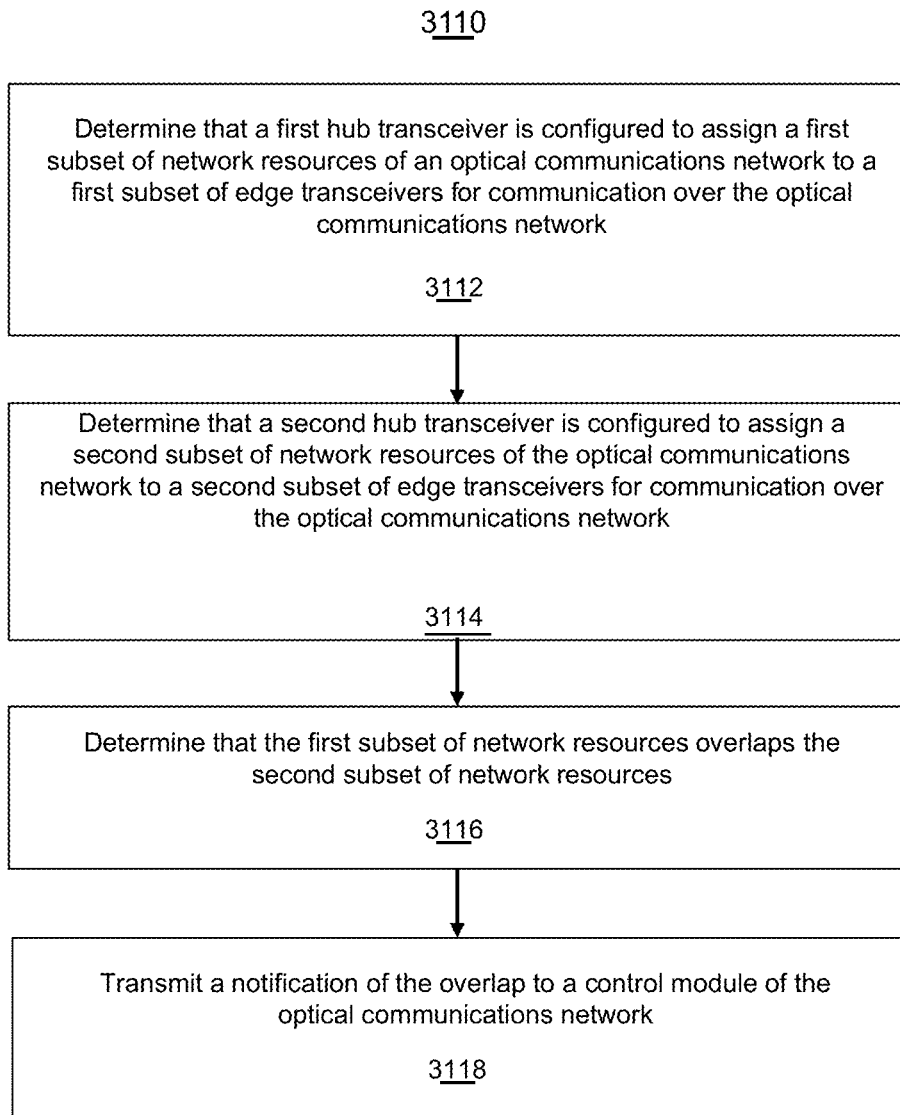 3110
Determine that a first hub transceiver is configured to assign a first
subset of network resources of an optical communications network to a
first subset of edge transceivers for communication over the optical
communications network
3112
Determine that a second hub transceiver is configured to assign a
second subset of network resources of the optical communications
network to a second subset of edge transceivers for communication over
the optical communications network
3114
Determine that the first subset of network resources overlaps the
second subset of network resources
3116
Transmit a notification of the overlap to a control module of the
optical communications network
3118